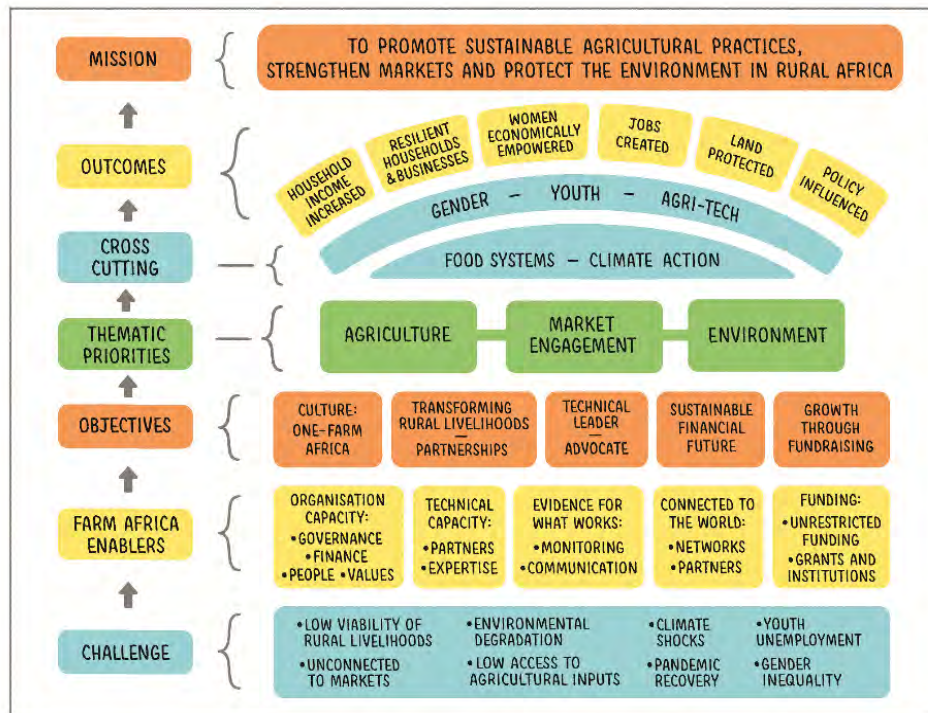 MISSION
TO PROMOTE SUSTAINABLE AGRICULTURAL PRACTICES,
STRENGTHEN MARKETS AND PROTECT THE ENVIRONMENT IN RURAL AFRICA
OUTCOMES
HOUSEHOLD
INCOME
INCREASED
RESILIENT
HOUSEHOLDS
& BUSINESSES
WOMEN
ECONOMICALLY
EMPOWERED
JOBS
CREATED
LAND
PROTECTED
POLICY
INFLUENCED
GENDER – YOUTH – AGRI-TECH
CROSS
CUTTING
FOOD SYSTEMS – CLIMATE ACTION
THEMATIC
PRIORITIES
AGRICULTURE
MARKET
ENGAGEMENT
ENVIRONMENT
OBJECTIVES
CULTURE:
ONE-FARM
AFRICA
TRANSFORMING
RURAL LIVELIHOODS
—
PARTNERSHIPS
TECHNICAL
LEADER
—
ADVOCATE
SUSTAINABLE
FINANCIAL
FUTURE
GROWTH
THROUGH
FUNDRAISING
FARM AFRICA
ENABLERS
ORGANISATION
CAPACITY:
•GOVERNANCE
•FINANCE
•PEOPLE •VALUES
TECHNICAL
CAPACITY:
•PARTNERS
•EXPERTISE
EVIDENCE FOR
WHAT WORKS:
•MONITORING
•COMMUNICATION
CONNECTED TO
THE WORLD:
•NETWORKS
•PARTNERS
FUNDING:
•UNRESTRICTED
FUNDING
•GRANTS AND
INSTITUTIONS
CHALLENGE
•LOW VIABILITY OF
RURAL LIVELIHOODS
•UNCONNECTED
TO MARKETS
•ENVIRONMENTAL
DEGRADATION
•LOW ACCESS TO
AGRICULTURAL INPUTS
•CLIMATE
SHOCKS
•PANDEMIC
RECOVERY
•YOUTH
UNEMPLOYMENT
•GENDER
INEQUALITY